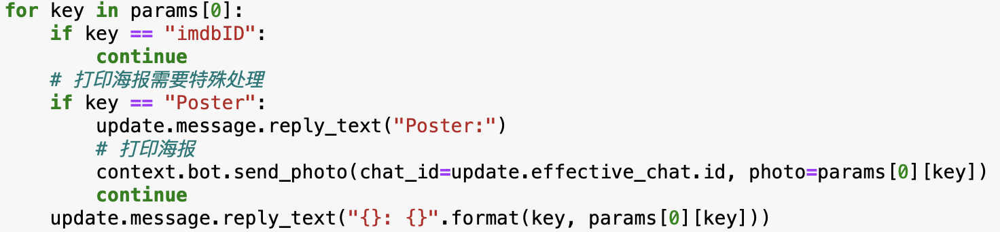 for key in params[0]:
    if key == "imdbID":
        continue
    # 打印海报需要特殊处理
    if key == "Poster":
        update.message.reply_text("Poster:")
        # 打印海报
        context.bot.send_photo(chat_id=update.effective_chat.id, photo=params[0][key])
        continue
    update.message.reply_text("{}: {}".format(key, params[0][key]))